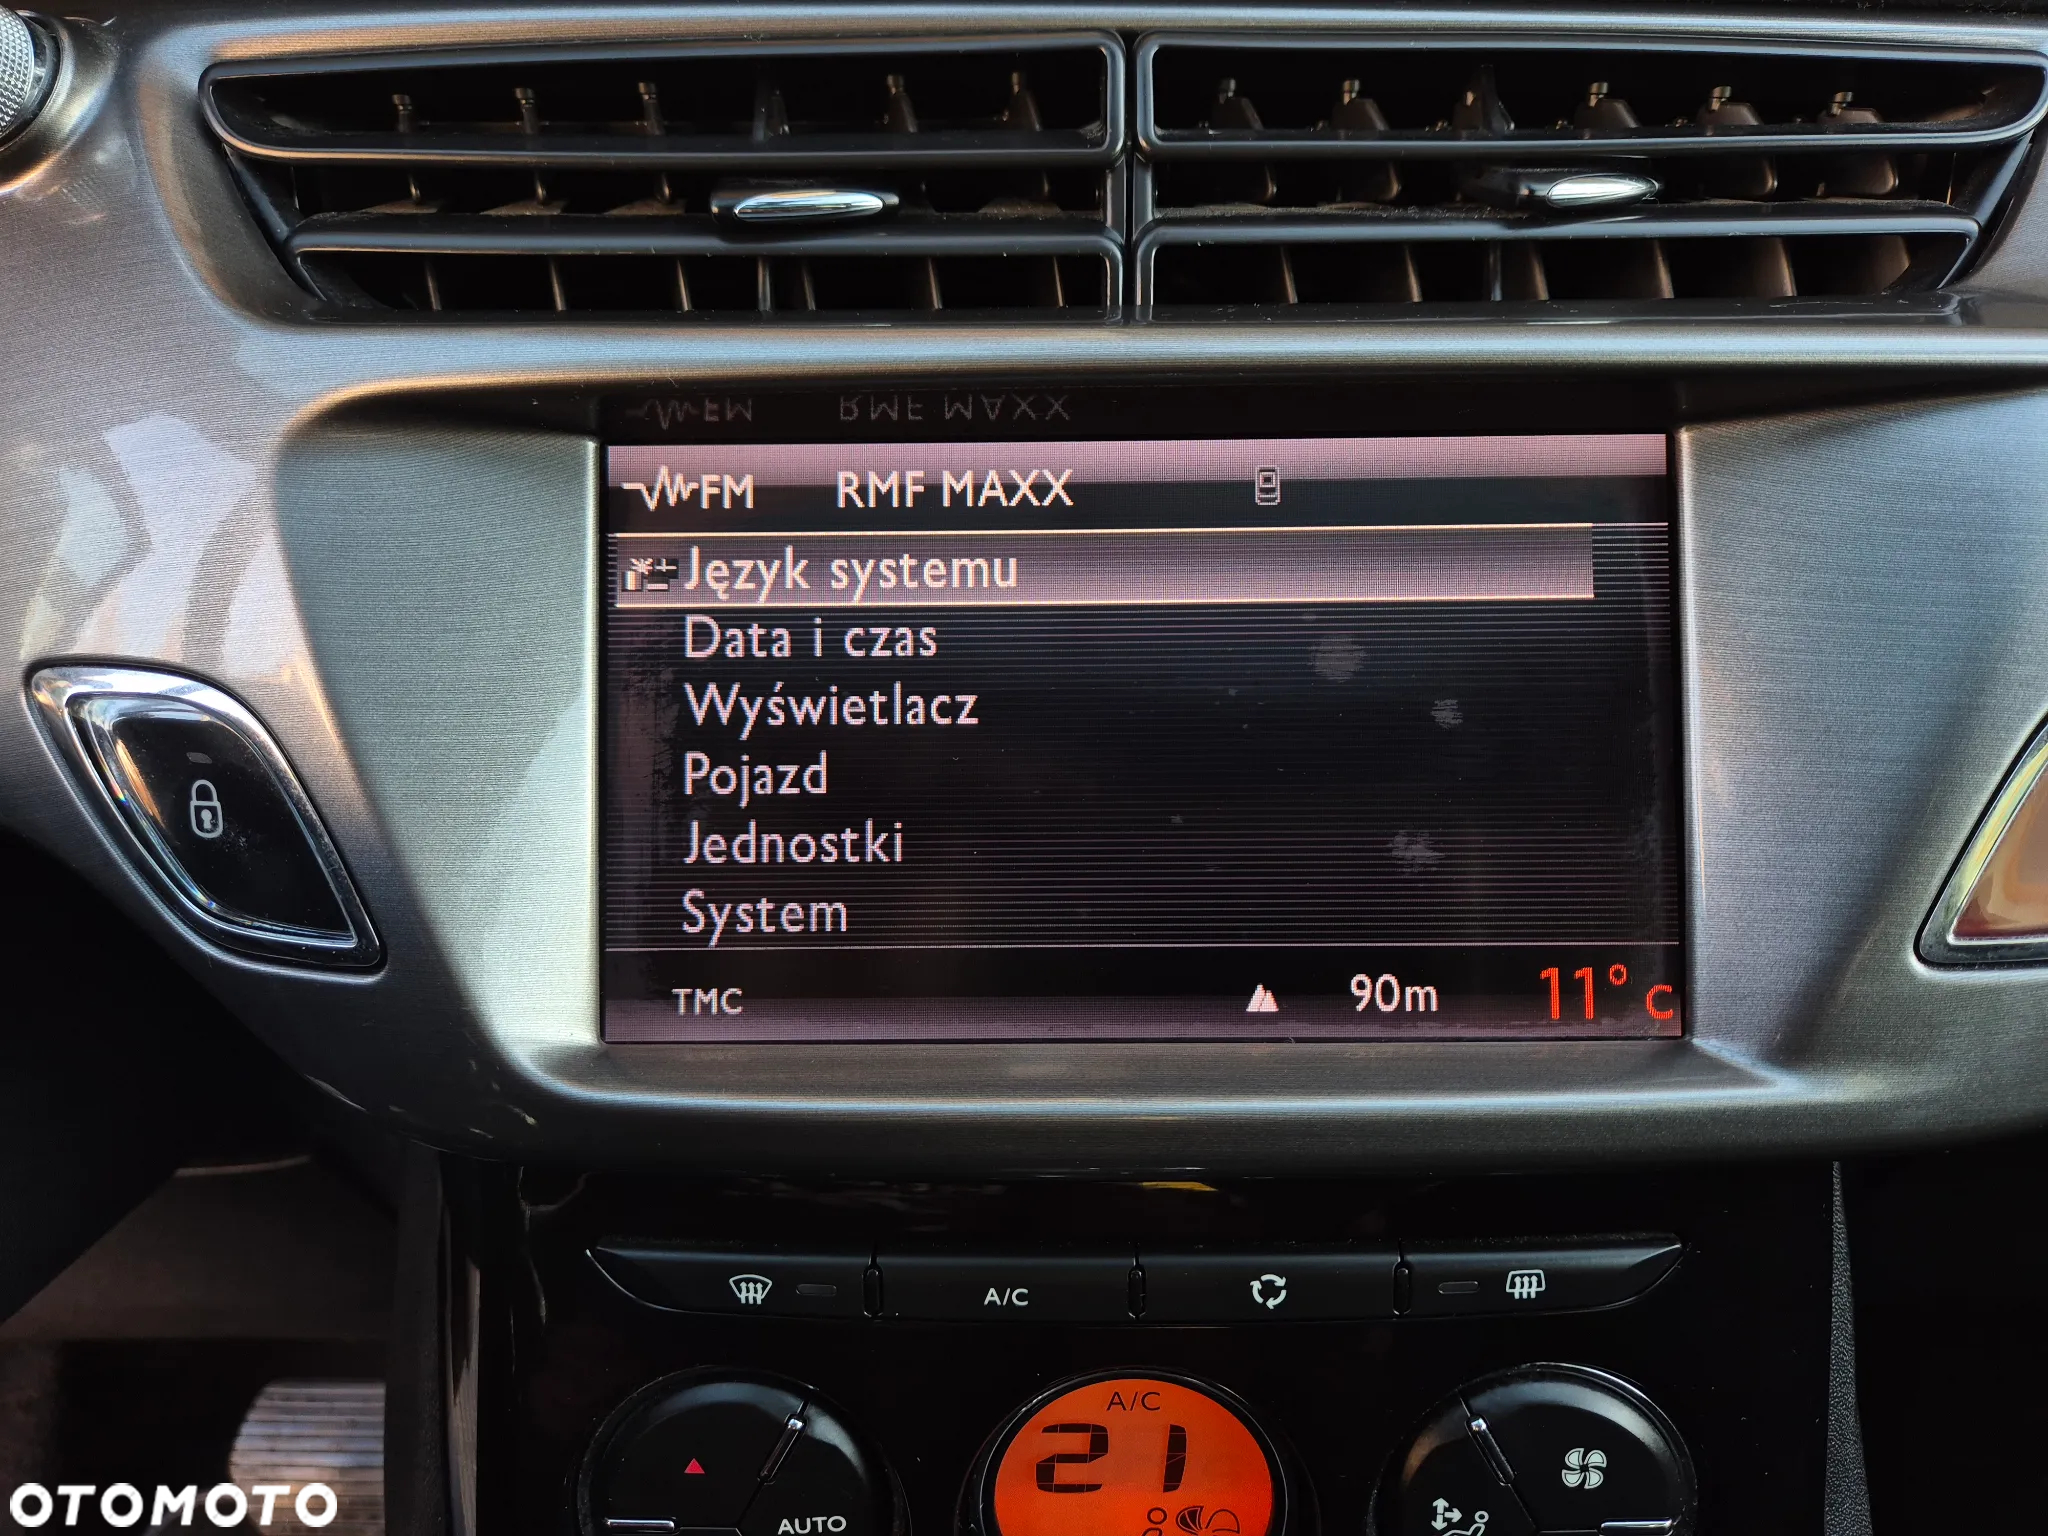 FM RMF MAXX
Język systemu
Data i czas
Wyświetlacz
Pojazd
Jednostki
System
TMC 90m 11° C
A/C
A/C
21
AUTO
OTOMOTO